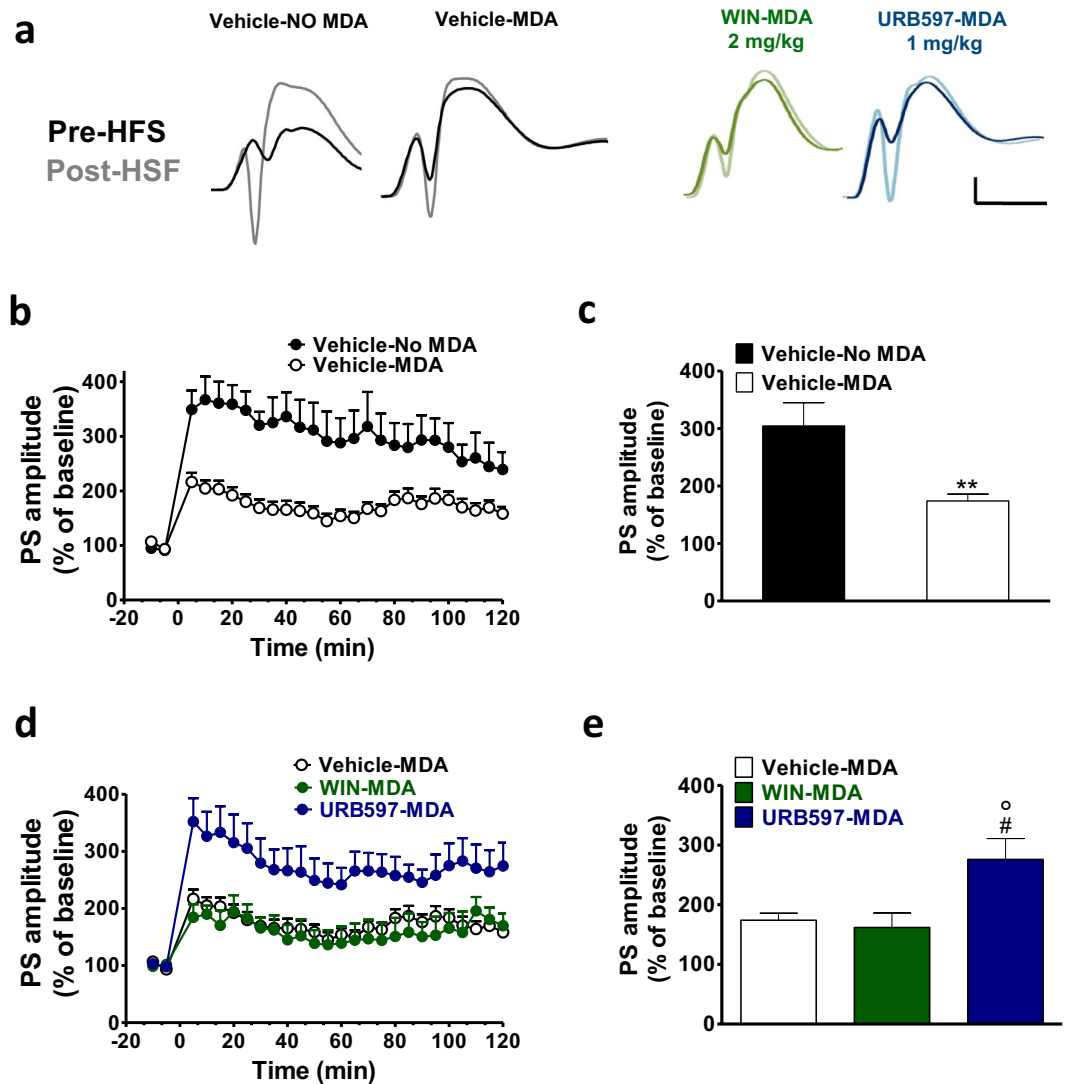 a
Vehicle-NO MDA
Vehicle-MDA
WIN-MDA
2 mg/kg
URB597-MDA
1 mg/kg
Pre-HFS
Post-HSF
b
Vehicle-No MDA
Vehicle-MDA
PS amplitude
(% of baseline)
400
300
200
100
0
-20 0 20 40 60 80 100 120
Time (min)
c
Vehicle-No MDA
Vehicle-MDA
PS amplitude
(% of baseline)
400
300
200
100
0
**
d
Vehicle-MDA
WIN-MDA
URB597-MDA
PS amplitude
(% of baseline)
400
300
200
100
0
-20 0 20 40 60 80 100 120
Time (min)
e
Vehicle-MDA
WIN-MDA
URB597-MDA
PS amplitude
(% of baseline)
400
300
200
100
0
°
#